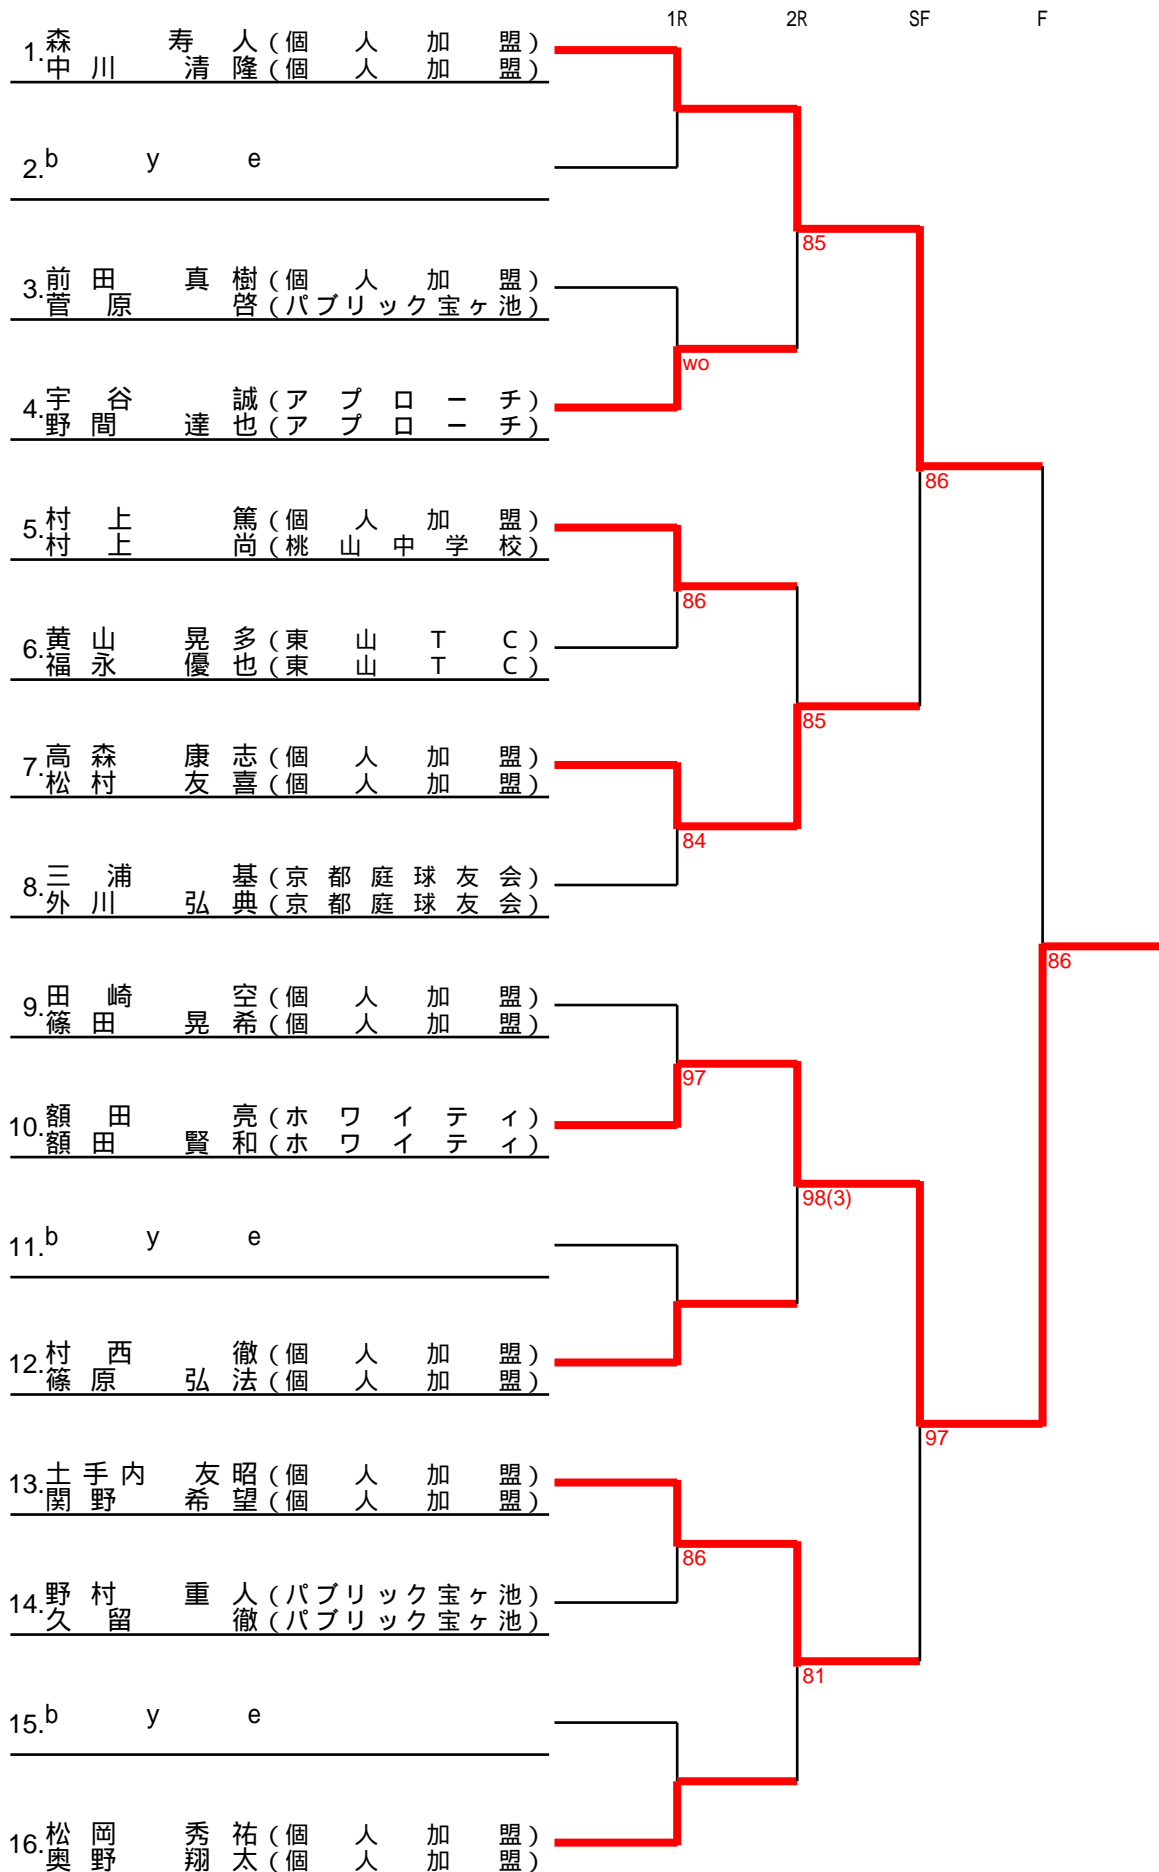 1R 2R SF F
1. 森 寿 人 (個 人 加 盟)
中 川 清 隆 (個 人 加 盟)
2. b y e
85
3. 前 田 真 樹 (個 人 加 盟)
菅 原 啓 (パブリック宝ヶ池)
wo
4. 宇 谷 誠 (ア プ ロ ー チ)
野 間 達 也 (ア プ ロ ー チ)
86
5. 村 上 篤 (個 人 加 盟)
村 上 尚 (桃 山 中 学 校)
86
6. 黄 山 晃 多 (東 山 T C)
福 永 優 也 (東 山 T C)
85
7. 高 森 康 志 (個 人 加 盟)
松 村 友 喜 (個 人 加 盟)
84
8. 三 浦 基 (京 都 庭 球 友 会)
外 川 弘 典 (京 都 庭 球 友 会)
86
9. 田 崎 空 (個 人 加 盟)
篠 田 晃 希 (個 人 加 盟)
97
10. 額 田 亮 (ホ ワ イ テ ィ)
額 田 賢 和 (ホ ワ イ テ ィ)
98(3)
11. b y e
12. 村 西 徹 (個 人 加 盟)
篠 原 弘 法 (個 人 加 盟)
97
13. 土 手 内 友 昭 (個 人 加 盟)
関 野 希 望 (個 人 加 盟)
86
14. 野 村 重 人 (パブリック宝ヶ池)
久 留 徹 (パブリック宝ヶ池)
81
15. b y e
16. 松 岡 秀 祐 (個 人 加 盟)
奥 野 翔 太 (個 人 加 盟)